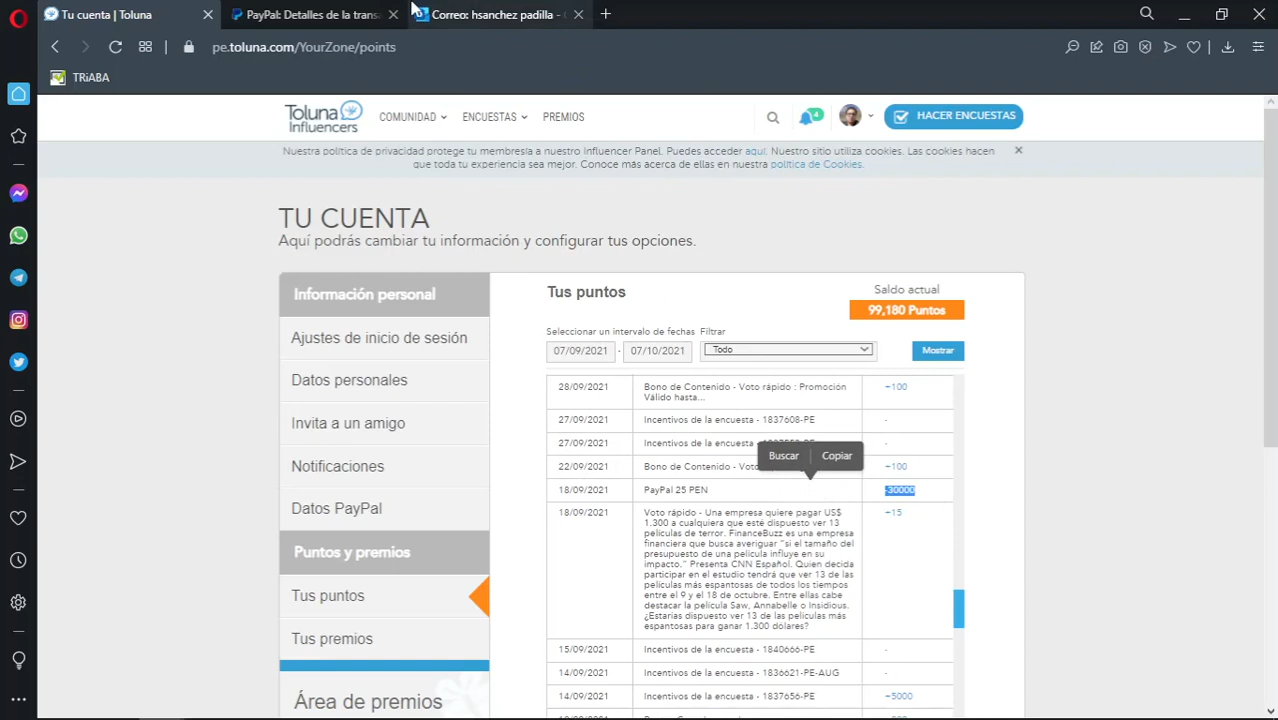 Tu cuenta | Toluna
PayPal: Detalles de la transa
Correo: hsanchez padilla - O
pe.toluna.com/YourZone/points
TRiABA
Toluna
Influencers
COMUNIDAD
ENCUESTAS
PREMIOS
4
HACER ENCUESTAS
Nuestra política de privacidad protege tu membresía a nuestro Influencer Panel. Puedes acceder aquí. Nuestro sitio utiliza cookies. Las cookies hacen
que toda tu experiencia sea mejor. Conoce más acerca de ellas en nuestra política de Cookies.
TU CUENTA
Aquí podrás cambiar tu información y configurar tus opciones.
Información personal
Ajustes de inicio de sesión
Datos personales
Invita a un amigo
Notificaciones
Datos PayPal
Puntos y premios
Tus puntos
Tus premios
Área de premios
Tus puntos
Saldo actual
99,180 Puntos
Seleccionar un intervalo de fechas
Filtrar
07/09/2021 - 07/10/2021
Todo
Mostrar
28/09/2021 Bono de Contenido - Voto rápido : Promoción
Válido hasta... +100
27/09/2021 Incentivos de la encuesta - 1837608-PE -
27/09/2021 Incentivos de la encuesta -
Buscar Copiar
22/09/2021 Bono de Contenido - Voto +100
18/09/2021 PayPal 25 PEN -30000
18/09/2021 Voto rápido - Una empresa quiere pagar US$ +15
1.300 a cualquiera que esté dispuesto ver 13
películas de terror. FinanceBuzz es una empresa
financiera que busca averiguar "si el tamaño del
presupuesto de una película influye en su
impacto." Presenta CNN Español. Quien decida
participar en el estudio tendrá que ver 13 de las
películas más espantosas de todos los tiempos
entre el 9 y el 18 de octubre. Entre ellas cabe
destacar la película Saw, Annabelle o Insidious.
¿Estarías dispuesto ver 13 de las películas más
espantosas para ganar 1.300 dólares?
15/09/2021 Incentivos de la encuesta - 1840666-PE -
14/09/2021 Incentivos de la encuesta - 1836621-PE-AUG -
14/09/2021 Incentivos de la encuesta - 1837656-PE +5000